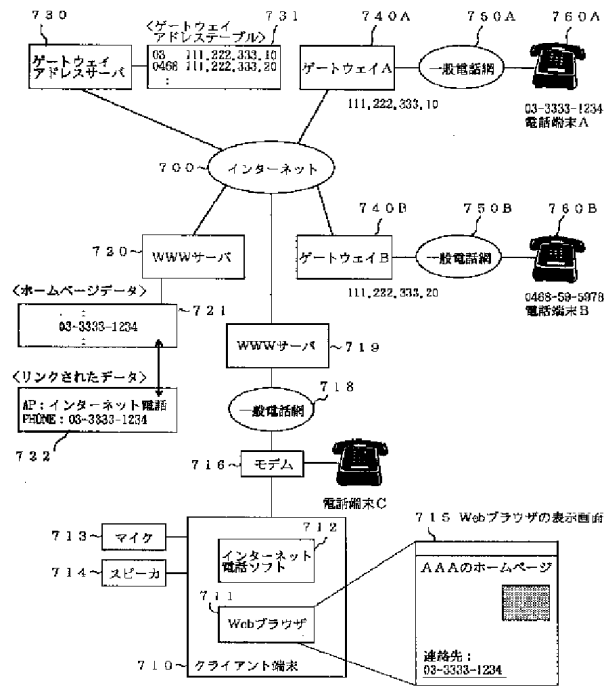 ７３０
＜ゲートウェイ
アドレステーブル＞
７３１
ゲートウェイ
アドレスサーバ
03 111,222,333,10
0468 111,222,333,20
:
７４０A
ゲートウェイA
111,222,333,10
７５０A
一般電話網
７６０A
03-3333-1234
電話端末A
７００
インターネット
７２０
WWWサーバ
７４０B
ゲートウェイB
111,222,333,20
７５０B
一般電話網
７６０B
0468-59-5978
電話端末B
＜ホームページデータ＞
７２１
:
03-3333-1234
:
WWWサーバ
７１９
＜リンクされたデータ＞
AP：インターネット電話
PHONE：03-3333-1234
７２２
７１８
一般電話網
７１６
モデム
電話端末C
７１３
マイク
７１４
スピーカ
７１２
インターネット
電話ソフト
７１１
Webブラウザ
７１０
クライアント端末
７１５ Webブラウザの表示画面
AAAのホームページ
連絡先：
03-3333-1234